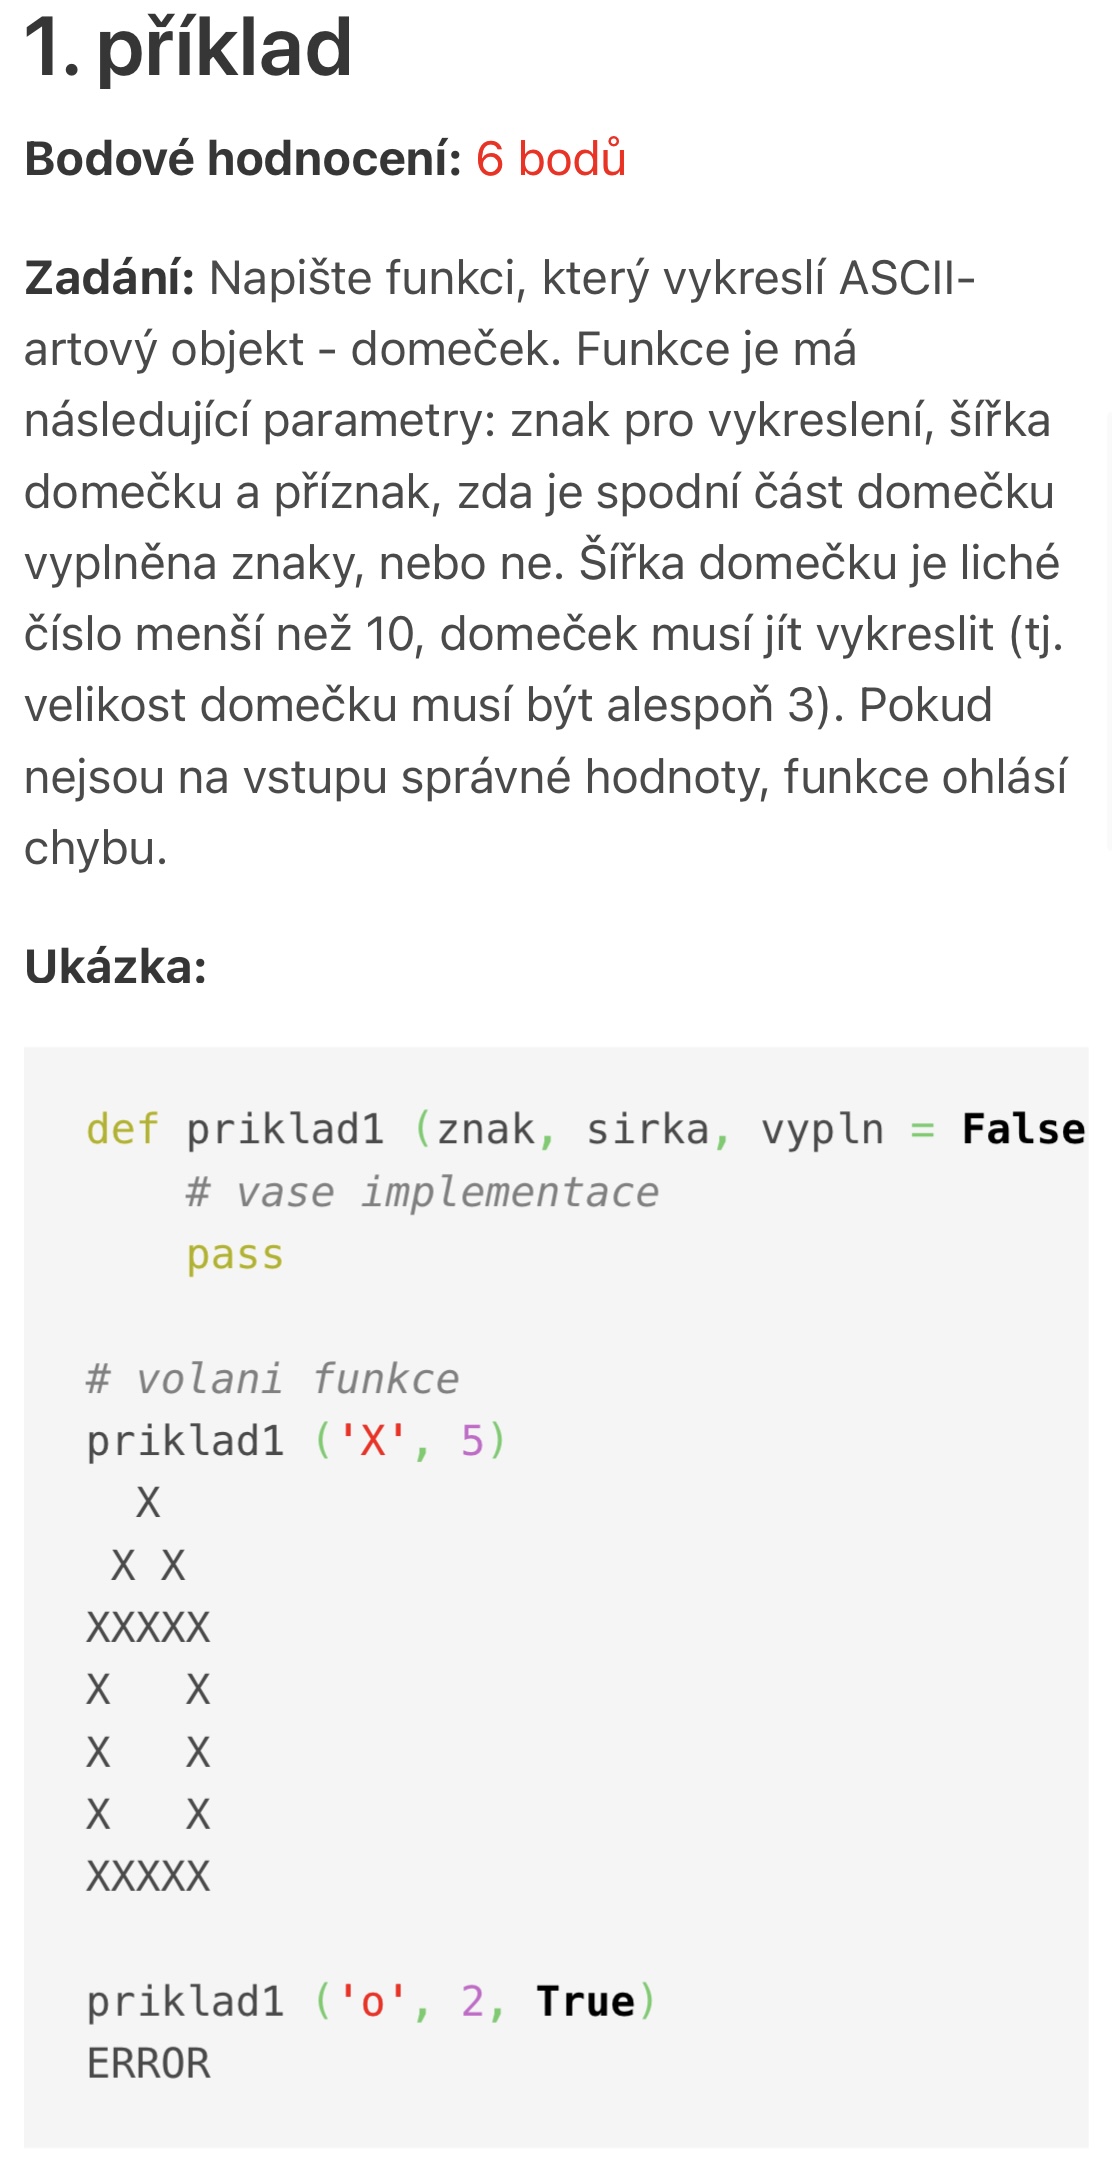 1. příklad
Bodové hodnocení: 6 bodů
Zadání: Napište funkci, který vykreslí ASCII-
artový objekt - domeček. Funkce je má
následující parametry: znak pro vykreslení, šířka
domečku a příznak, zda je spodní část domečku
vyplněna znaky, nebo ne. Šířka domečku je liché
číslo menší než 10, domeček musí jít vykreslit (tj.
velikost domečku musí být alespoň 3). Pokud
nejsou na vstupu správné hodnoty, funkce ohlásí
chybu.
Ukázka:
def priklad1 (znak, sirka, vypln = False
    # vase implementace
    pass
# volani funkce
priklad1 ('X', 5)
  X
 X X
XXXXX
X   X
X   X
X   X
XXXXX
priklad1 ('o', 2, True)
ERROR